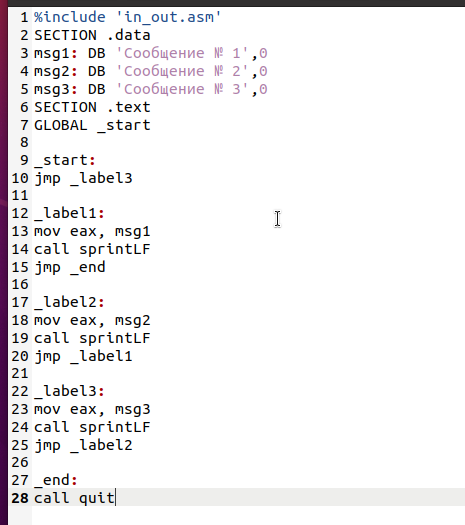 1 %include 'in_out.asm'
2 SECTION .data
3 msg1: DB 'Сообщение № 1',0
4 msg2: DB 'Сообщение № 2',0
5 msg3: DB 'Сообщение № 3',0
6 SECTION .text
7 GLOBAL _start
8
9 _start:
10 jmp _label3
11
12 _label1:
13 mov eax, msg1
14 call sprintLF
15 jmp _end
16
17 _label2:
18 mov eax, msg2
19 call sprintLF
20 jmp _label1
21
22 _label3:
23 mov eax, msg3
24 call sprintLF
25 jmp _label2
26
27 _end:
28 call quit